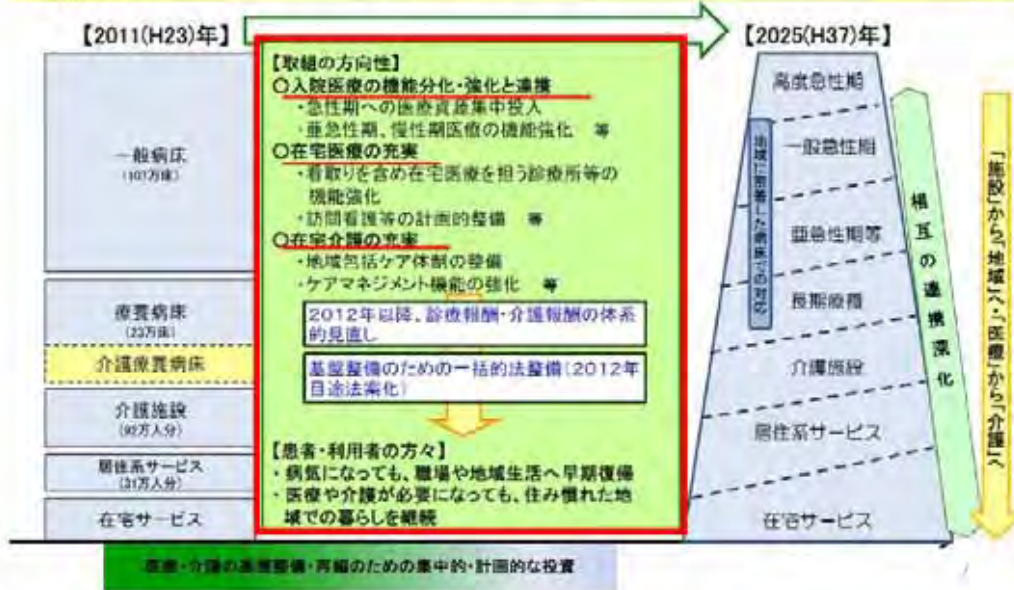 【2011(H23)年】
一般病床
(107万床)
療養病床
(23万床)
介護療養病床
介護施設
(92万人分)
居住系サービス
(31万人分)
在宅サービス
【取組の方向性】
〇入院医療の機能分化・強化と連携
・急性期への医療資源集中投入
・亜急性期、慢性期医療の機能強化 等
〇在宅医療の充実
・看取りを含め在宅医療を担う診療所等の
機能強化
・訪問看護等の計画的整備 等
〇在宅介護の充実
・地域包括ケア体制の整備
・ケアマネジメント機能の強化 等
2012年以降、診療報酬・介護報酬の体系
的見直し
基盤整備のための一括的法整備(2012年
目途法案化)
【患者・利用者の方々】
・病気になっても、職場や地域生活へ早期復帰
・医療や介護が必要になっても、住み慣れた地
域での暮らしを継続
【2025(H37)年】
高度急性期
一般急性期
亜急性期等
長期療養
介護施設
居住系サービス
在宅サービス
地域に密着した病床での対応
相互の連携深化
「施設」から「地域」へ・「医療」から「介護」へ
医療・介護の基盤整備・再編のための集中的・計画的な投資